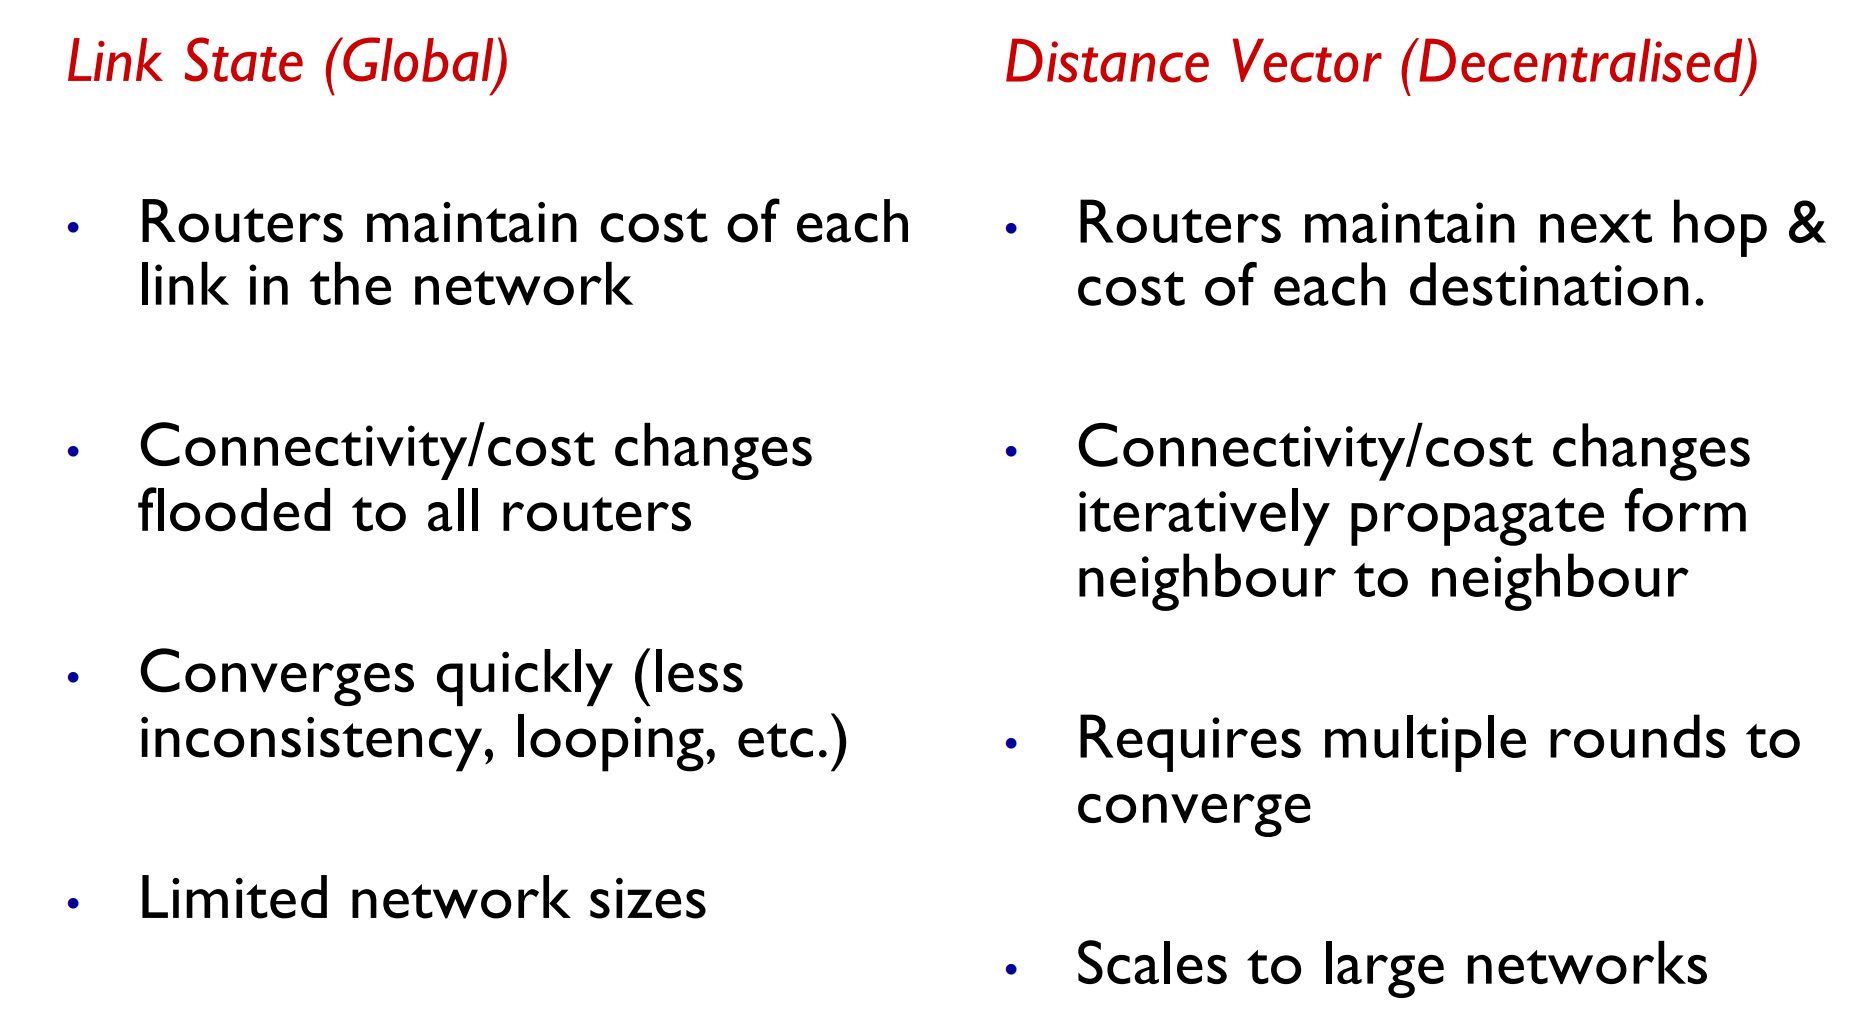 Link State (Global)
• Routers maintain cost of each
link in the network
• Connectivity/cost changes
flooded to all routers
• Converges quickly (less
inconsistency, looping, etc.)
• Limited network sizes
Distance Vector (Decentralised)
• Routers maintain next hop &
cost of each destination.
• Connectivity/cost changes
iteratively propagate form
neighbour to neighbour
• Requires multiple rounds to
converge
• Scales to large networks